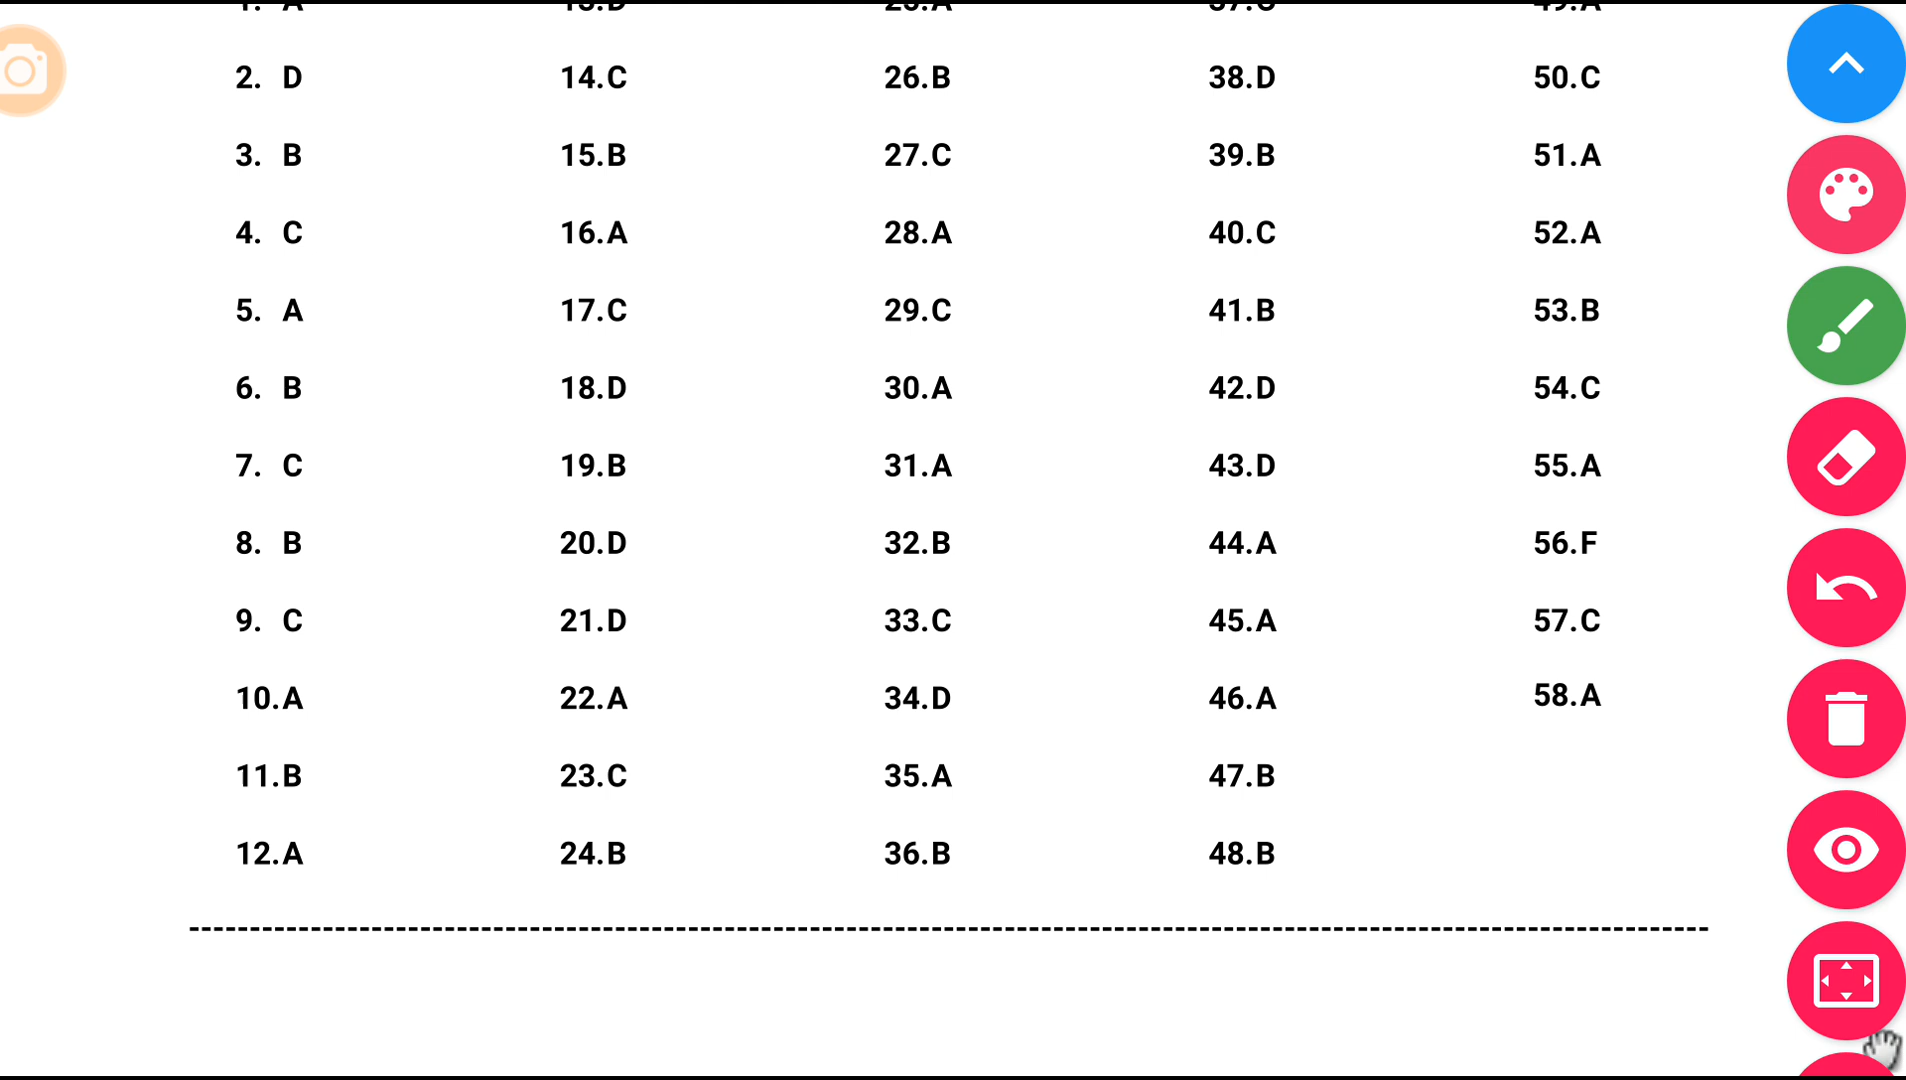 2. D 14.C 26.B 38.D 50.C
3. B 15.B 27.C 39.B 51.A
4. C 16.A 28.A 40.C 52.A
5. A 17.C 29.C 41.B 53.B
6. B 18.D 30.A 42.D 54.C
7. C 19.B 31.A 43.D 55.A
8. B 20.D 32.B 44.A 56.F
9. C 21.D 33.C 45.A 57.C
10.A 22.A 34.D 46.A 58.A
11.B 23.C 35.A 47.B
12.A 24.B 36.B 48.B